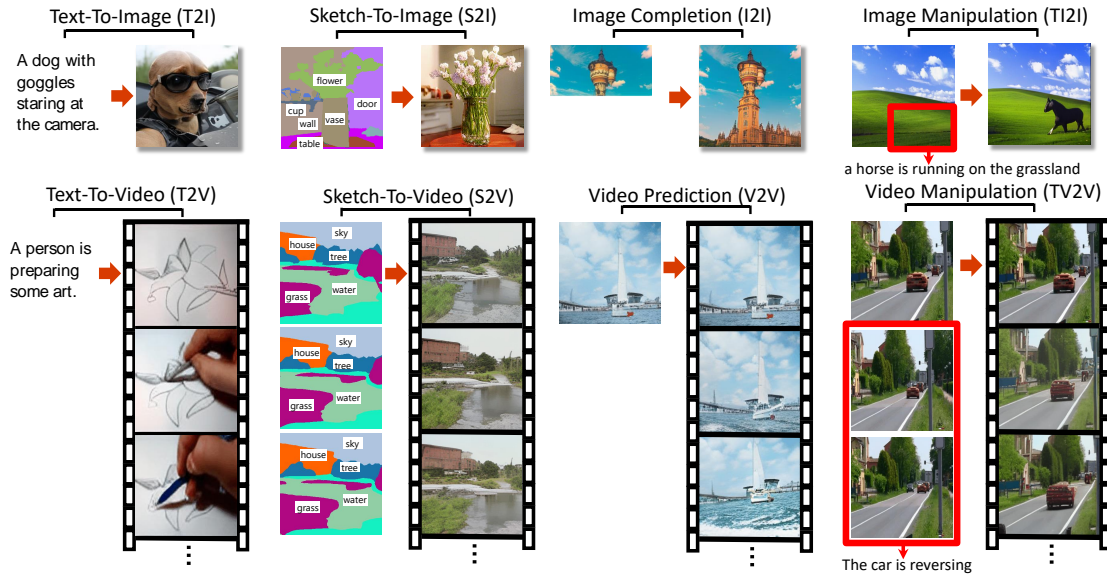 Text-To-Image (T2I)
Sketch-To-Image (S2I)
Image Completion (I2I)
Image Manipulation (TI2I)
A dog with
goggles
staring at
the camera.
flower
door
cup
vase
wall
table
a horse is running on the grassland
Text-To-Video (T2V)
Sketch-To-Video (S2V)
Video Prediction (V2V)
Video Manipulation (TV2V)
A person is
preparing
some art.
sky
house
tree
water
grass
sky
house
tree
water
grass
sky
house
tree
water
grass
The car is reversing